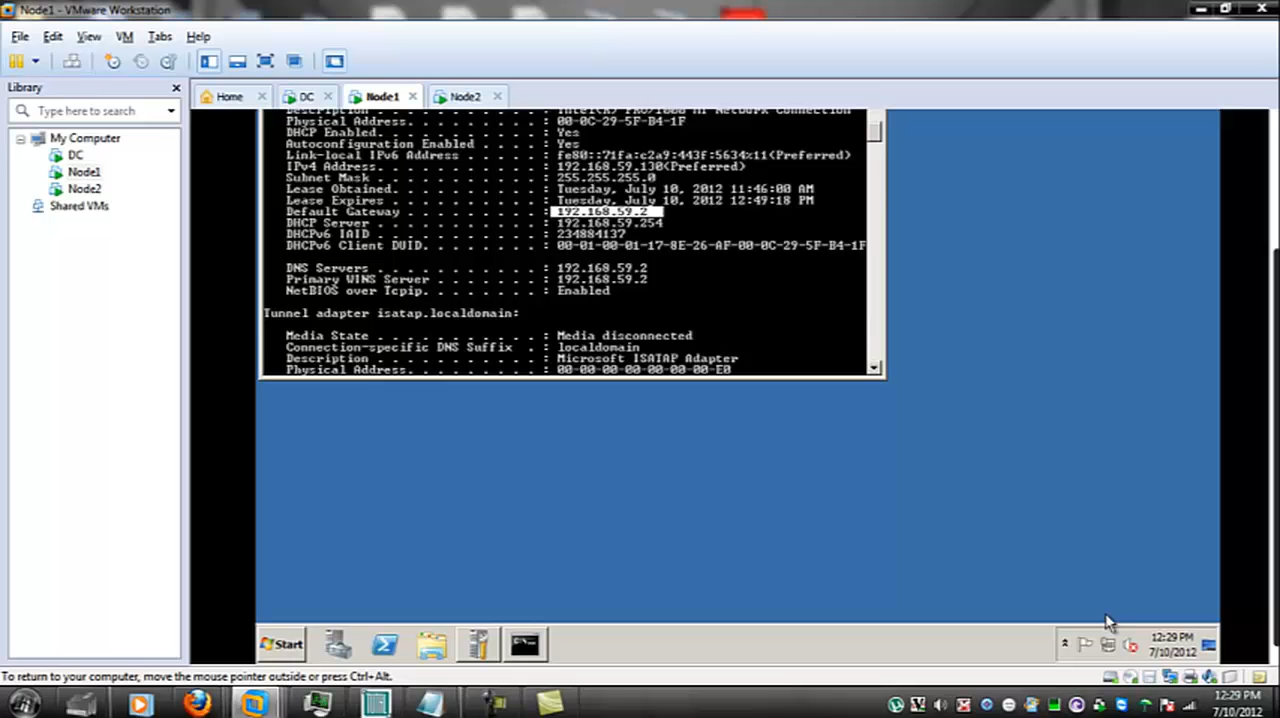 Node1 - VMware Workstation
File Edit View VM Tabs Help
Library
Type here to search
Home DC Node1 Node2
My Computer
DC
Node1
Node2
Shared VMs
Description . . . . . . . . . . . : Intel(R) PRO/1000 MT Network Connection
Physical Address. . . . . . . . . : 00-0C-29-5F-B4-1F
DHCP Enabled. . . . . . . . . . . : Yes
Autoconfiguration Enabled . . . . : Yes
Link-local IPv6 Address . . . . . : fe80::71fa:c2a9:443f:5634%11(Preferred)
IPv4 Address. . . . . . . . . . . : 192.168.59.130(Preferred)
Subnet Mask . . . . . . . . . . . : 255.255.255.0
Lease Obtained. . . . . . . . . . : Tuesday, July 10, 2012 11:46:00 AM
Lease Expires . . . . . . . . . . : Tuesday, July 10, 2012 12:49:18 PM
Default Gateway . . . . . . . . . : 192.168.59.2
DHCP Server . . . . . . . . . . . : 192.168.59.254
DHCPv6 IAID . . . . . . . . . . . : 234884137
DHCPv6 Client DUID. . . . . . . . : 00-01-00-01-17-8E-26-AF-00-0C-29-5F-B4-1F
DNS Servers . . . . . . . . . . . : 192.168.59.2
Primary WINS Server . . . . . . . : 192.168.59.2
NetBIOS over Tcpip. . . . . . . . : Enabled
Tunnel adapter isatap.localdomain:
Media State . . . . . . . . . . . : Media disconnected
Connection-specific DNS Suffix  . : localdomain
Description . . . . . . . . . . . : Microsoft ISATAP Adapter
Physical Address. . . . . . . . . : 00-00-00-00-00-00-00-E0
Start
12:29 PM
7/10/2012
To return to your computer, move the mouse pointer outside or press Ctrl+Alt.
12:29 PM
7/10/2012